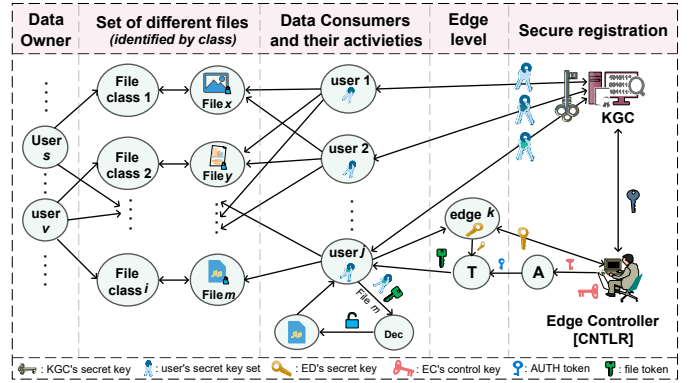 Data Owner
Set of different files
(identified by class)
Data Consumers
and their activieties
Edge level
Secure registration
File class 1
File x
user 1
KGC
User s
File class 2
File y
user 2
user v
edge k
user j
File class i
File m
T
A
File m
Dec
Edge Controller
[CNTLR]
: KGC's secret key
: user's secret key set
: ED's secret key
: EC's control key
: AUTH token
: file token